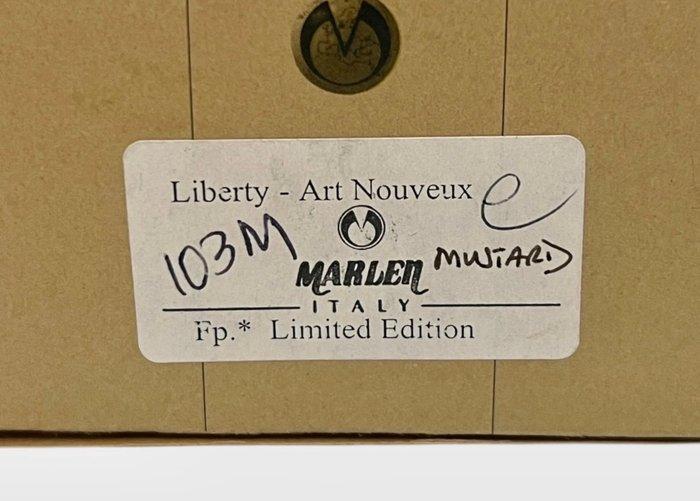 Liberty - Art Nouveux e
103M
MARLEN MUSTARD
ITALY
Fp.* Limited Edition